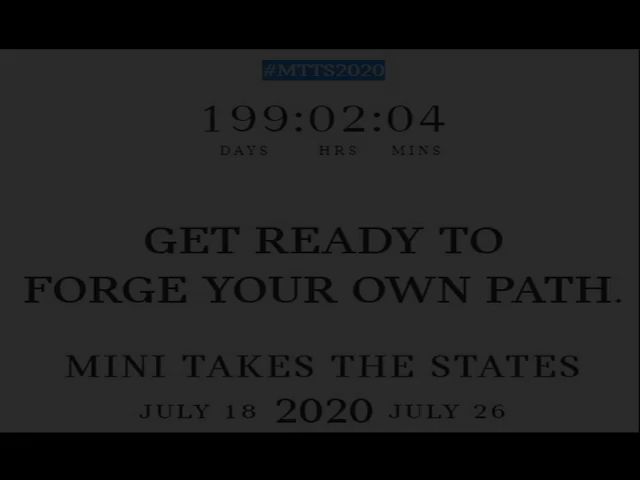 #MTTS2020
199:02:04
DAYS HRS MINS
GET READY TO
FORGE YOUR OWN PATH.
MINI TAKES THE STATES
JULY 18 2020 JULY 26